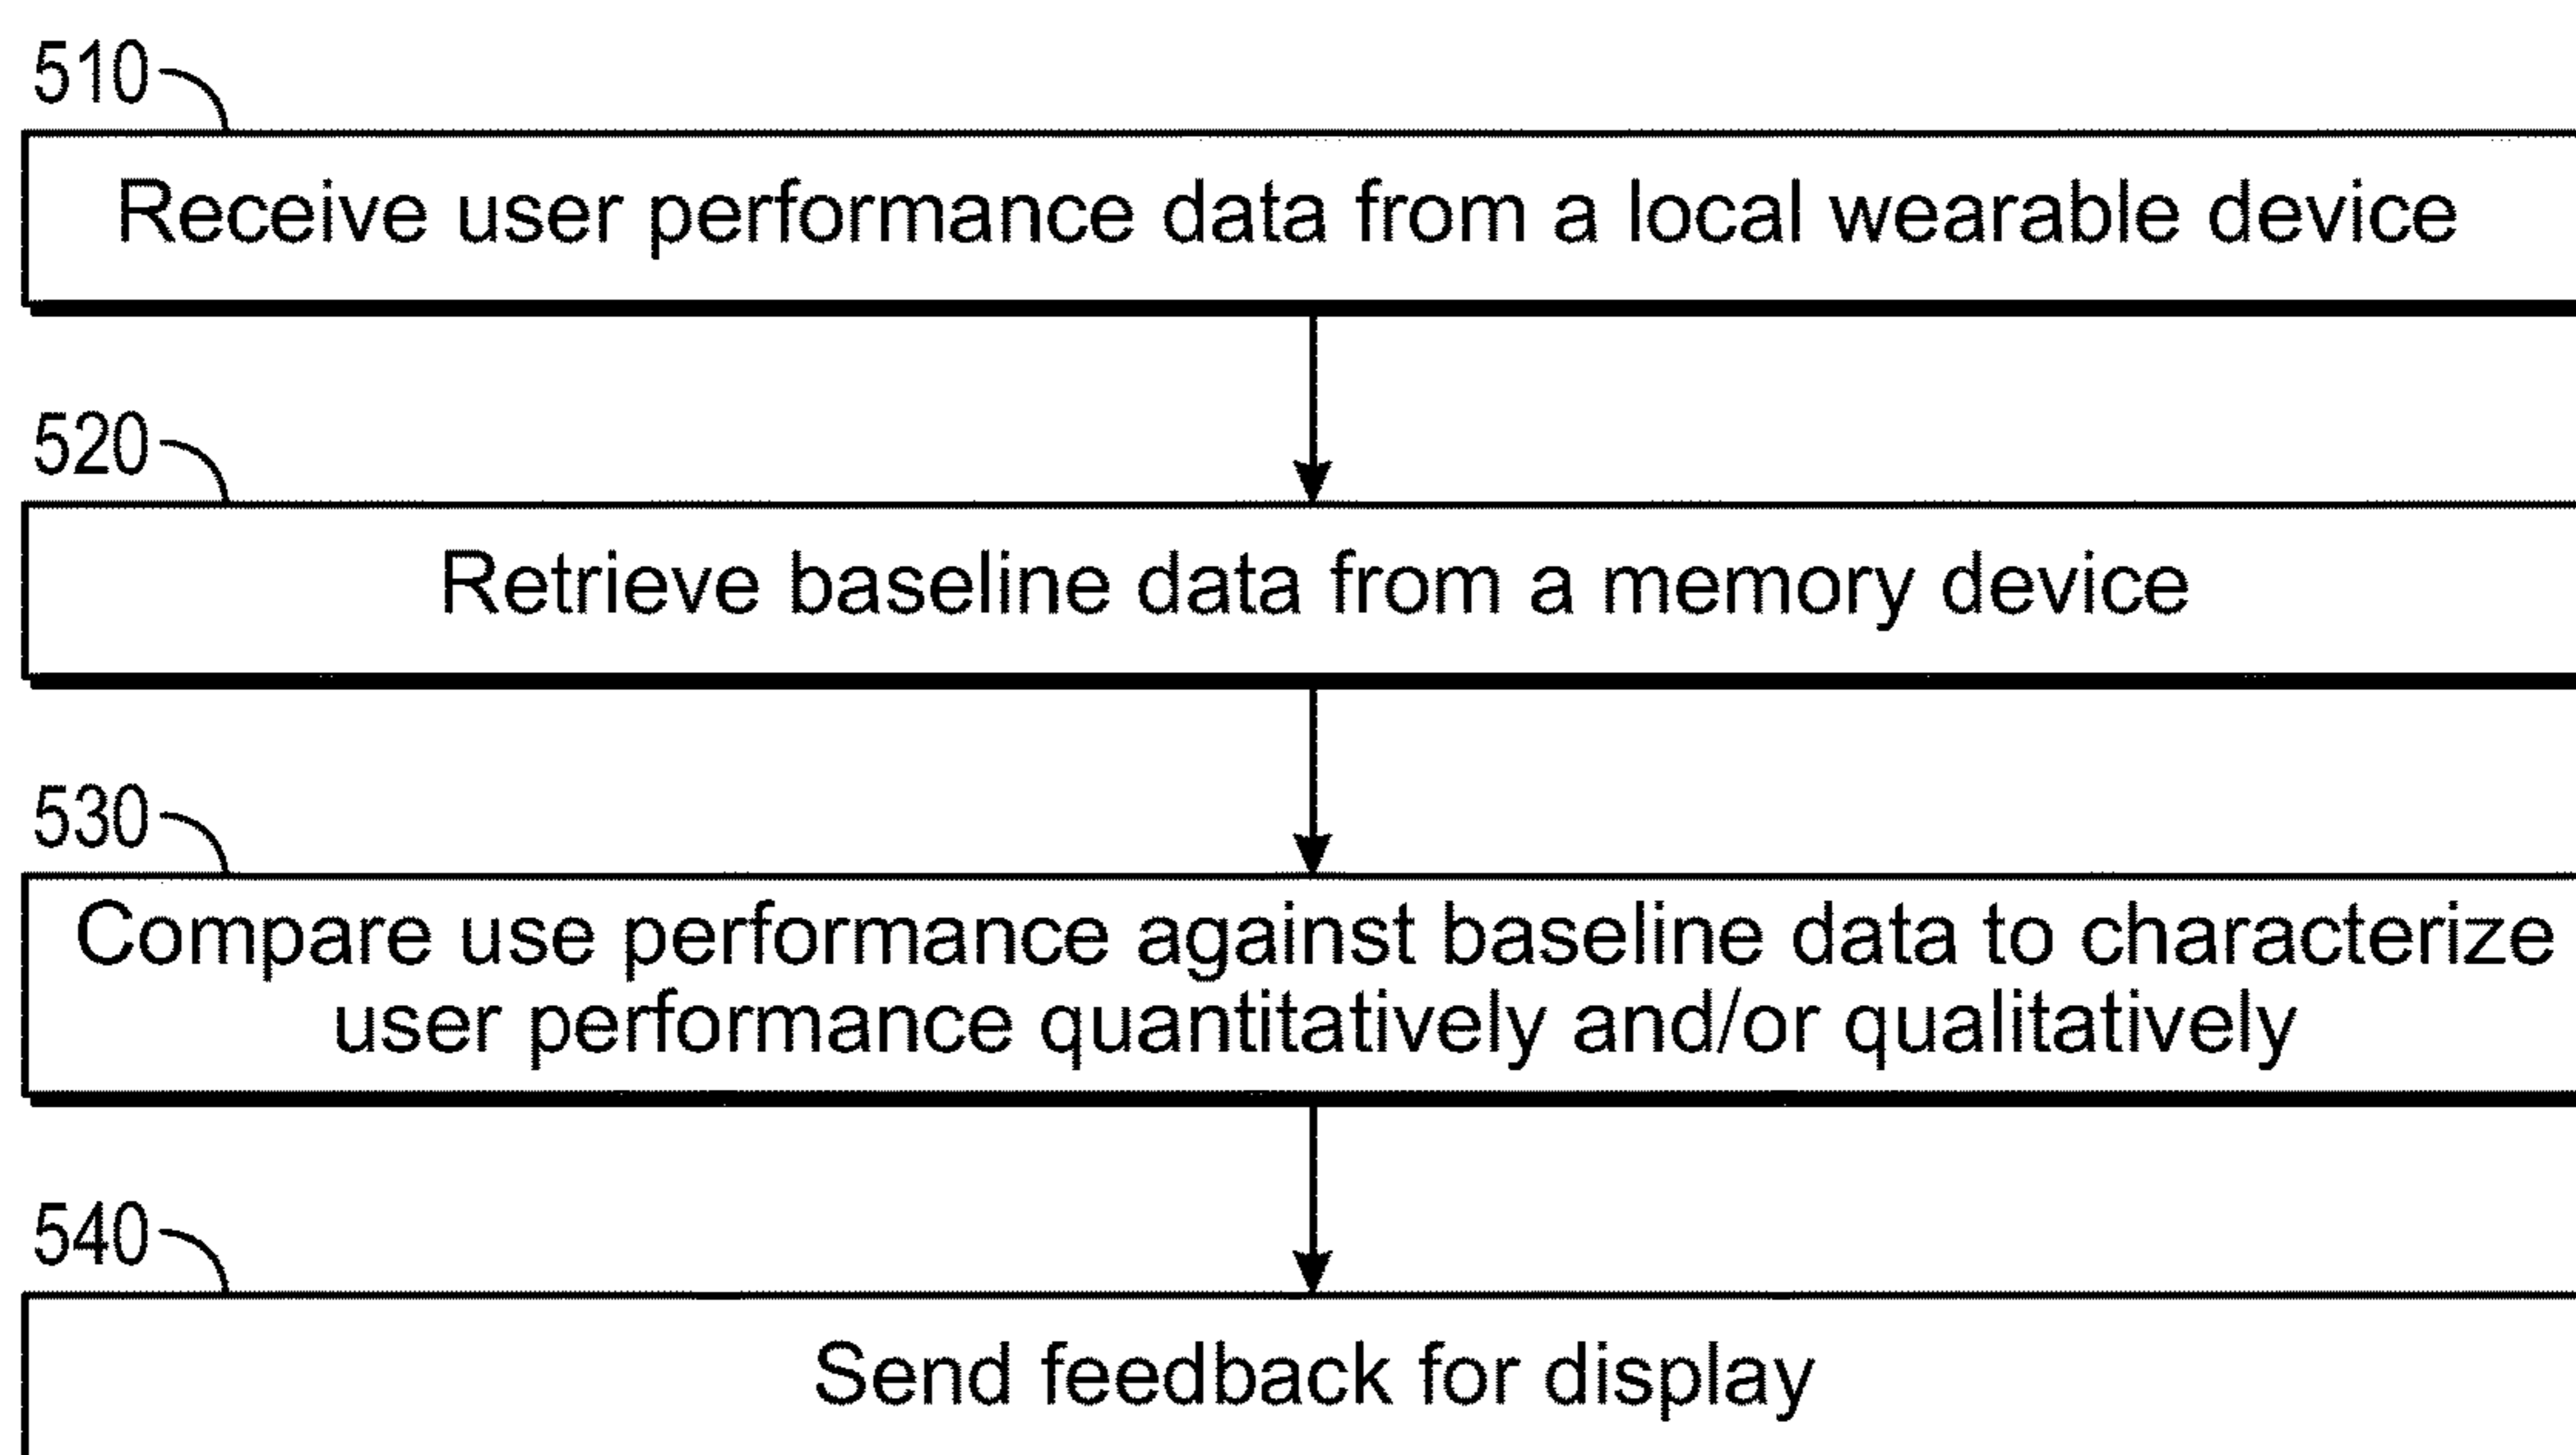 510
Receive user performance data from a local wearable device
520
Retrieve baseline data from a memory device
530
Compare use performance against baseline data to characterize
user performance quantitatively and/or qualitatively
540
Send feedback for display